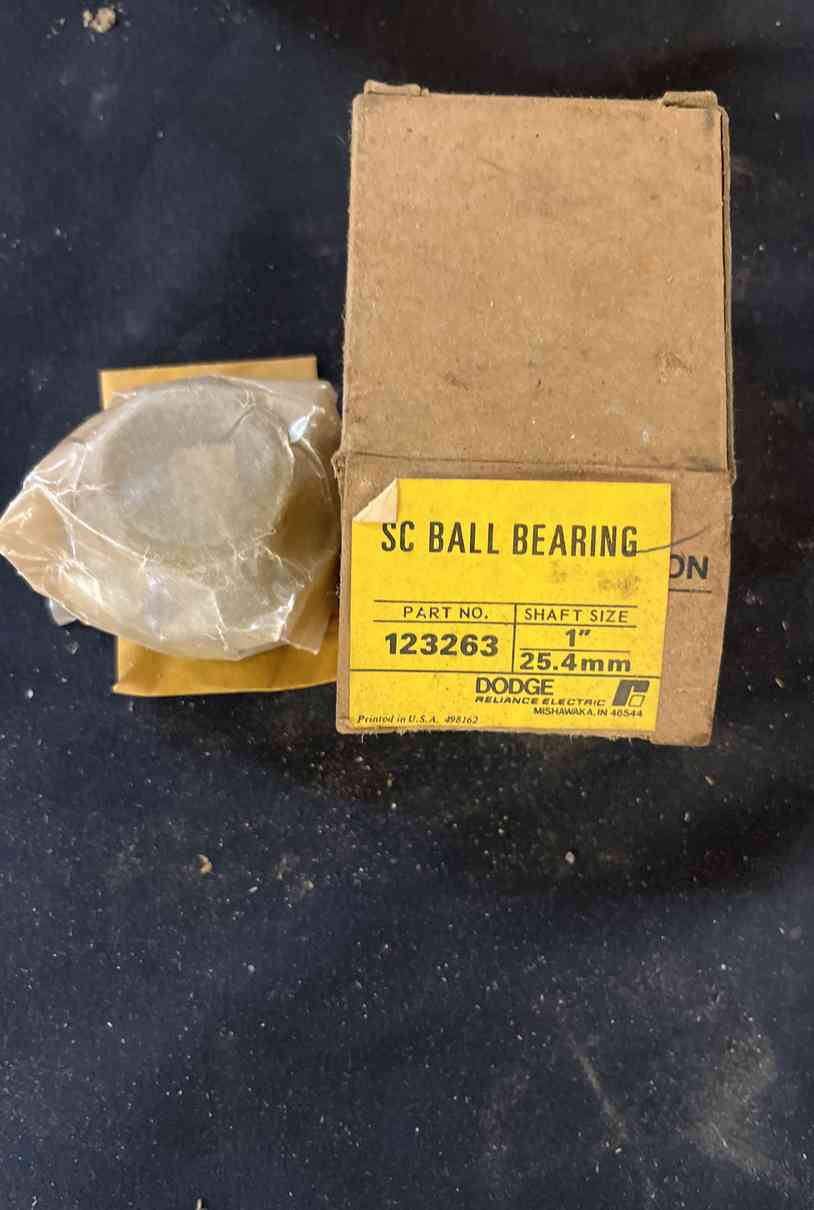 SC BALL BEARING
ON
PART NO. SHAFT SIZE
123263 1"
25.4mm
DODGE
RELIANCE ELECTRIC
MISHAWAKA, IN 46544
Printed in U.S.A. 498162